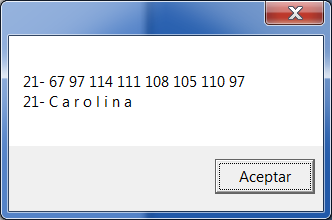 21- 67 97 114 111 108 105 110 97
21- C a r o l i n a
Aceptar